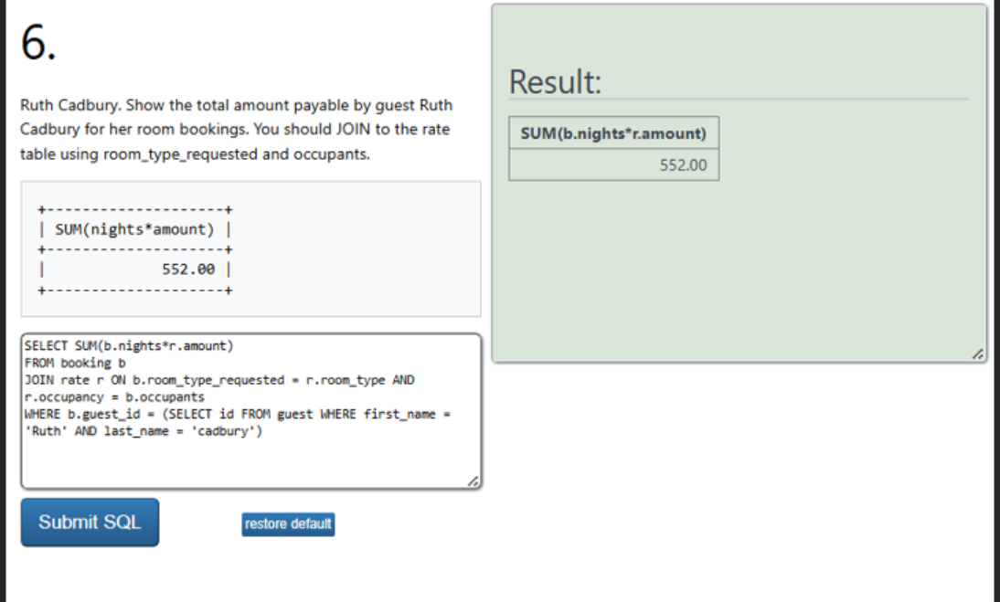 6.
Ruth Cadbury. Show the total amount payable by guest Ruth
Cadbury for her room bookings. You should JOIN to the rate
table using room_type_requested and occupants.
+--------------------+
| SUM(nights*amount) |
+--------------------+
|             552.00 |
+--------------------+
SELECT SUM(b.nights*r.amount)
FROM booking b
JOIN rate r ON b.room_type_requested = r.room_type AND
r.occupancy = b.occupants
WHERE b.guest_id = (SELECT id FROM guest WHERE first_name =
'Ruth' AND last_name = 'cadbury')
Submit SQL
restore default
Result:
SUM(b.nights*r.amount)
552.00